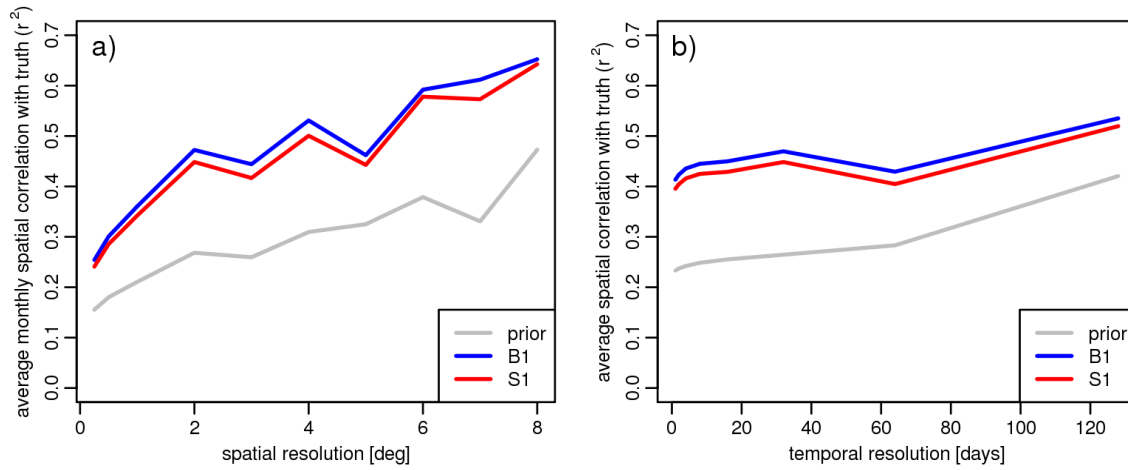 a)
average monthly spatial correlation with truth (r²)
0.7
0.6
0.5
0.4
0.3
0.2
0.1
0.0
prior
B1
S1
0 2 4 6 8
spatial resolution [deg]
b)
average spatial correlation with truth (r²)
0.7
0.6
0.5
0.4
0.3
0.2
0.1
0.0
prior
B1
S1
0 20 40 60 80 100 120
temporal resolution [days]